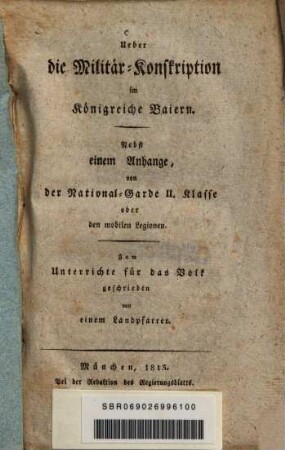 Ueber
die Militär=Konskription
im
Königreiche Baiern.
Nebst
einem Anhange,
von
der National=Garde II. Klasse
oder
den mobilen Legionen.
Zum
Unterrichte für das Volk
geschrieben
von
einem Landpfarrer.
München, 1813.
Bei der Redaktion des Regierungsblatts.
SBR069026996100